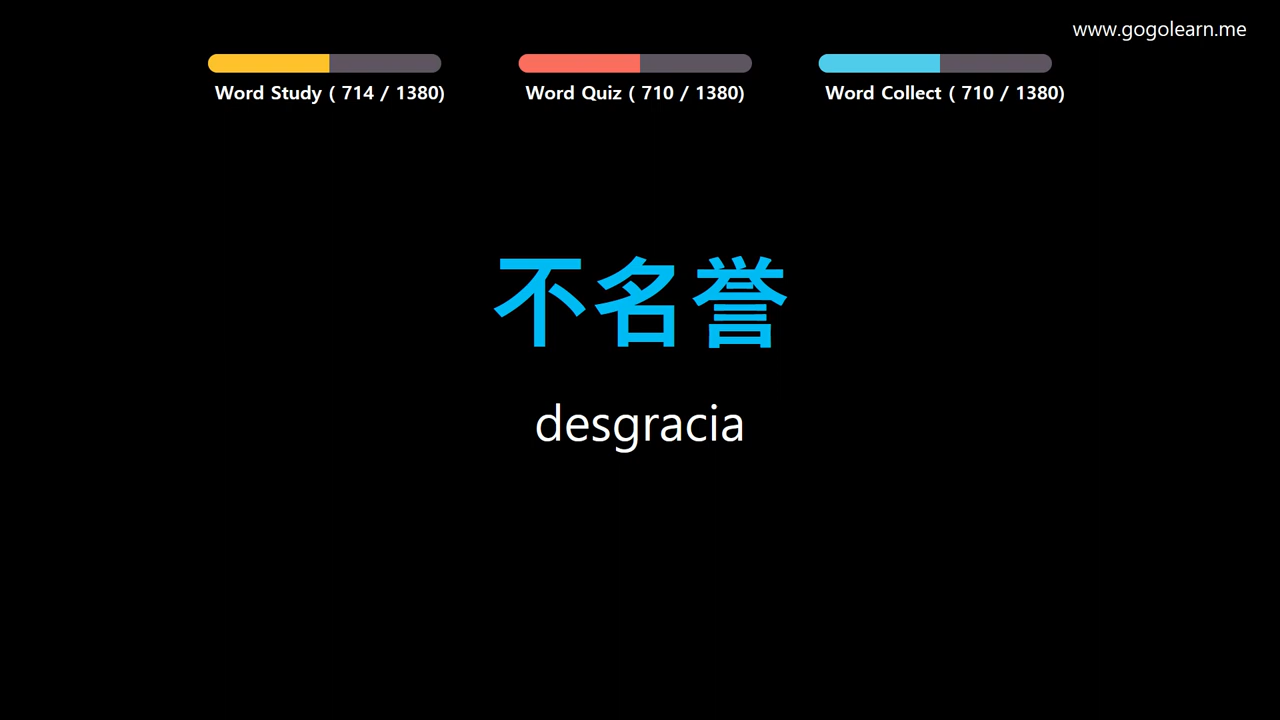 www.gogolearn.me
Word Study ( 714 / 1380)
Word Quiz ( 710 / 1380)
Word Collect ( 710 / 1380)
不名誉
desgracia